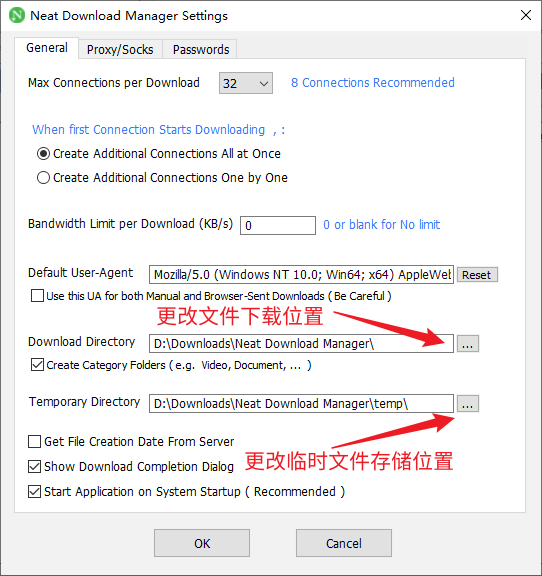 Neat Download Manager Settings
General
Proxy/Socks
Passwords
Max Connections per Download 32 8 Connections Recommended
When first Connection Starts Downloading , :
Create Additional Connections All at Once
Create Additional Connections One by One
Bandwidth Limit per Download (KB/s) 0 0 or blank for No limit
Default User-Agent Mozilla/5.0 (Windows NT 10.0; Win64; x64) AppleWeb Reset
Use this UA for both Manual and Browser-Sent Downloads ( Be Careful )
更改文件下载位置
Download Directory D:\Downloads\Neat Download Manager\ ...
Create Category Folders ( e.g. Video, Document, ... )
Temporary Directory D:\Downloads\Neat Download Manager\temp\ ...
Get File Creation Date From Server
更改临时文件存储位置
Show Download Completion Dialog
Start Application on System Startup ( Recommended )
OK
Cancel